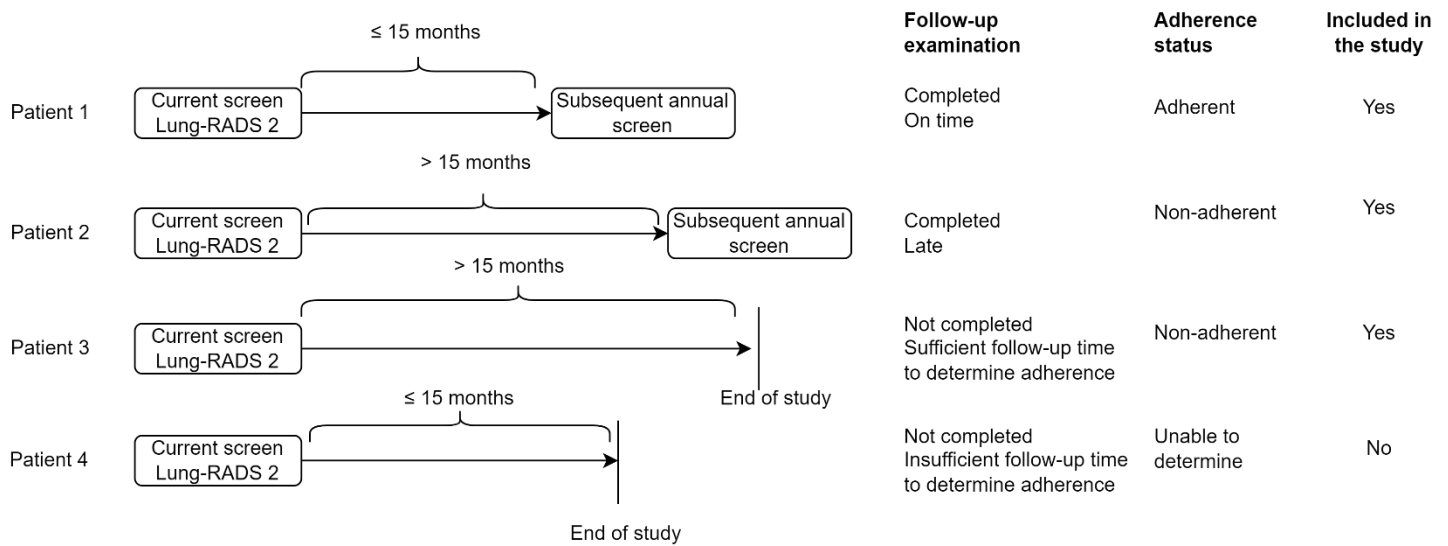 Follow-up
examination
Adherence
status
Included in
the study
≤ 15 months
Patient 1
Current screen
Lung-RADS 2
Subsequent annual
screen
Completed
On time
Adherent
Yes
> 15 months
Patient 2
Current screen
Lung-RADS 2
Subsequent annual
screen
Completed
Late
Non-adherent
Yes
> 15 months
Patient 3
Current screen
Lung-RADS 2
End of study
Not completed
Sufficient follow-up time
to determine adherence
Non-adherent
Yes
≤ 15 months
Patient 4
Current screen
Lung-RADS 2
End of study
Not completed
Insufficient follow-up time
to determine adherence
Unable to
determine
No